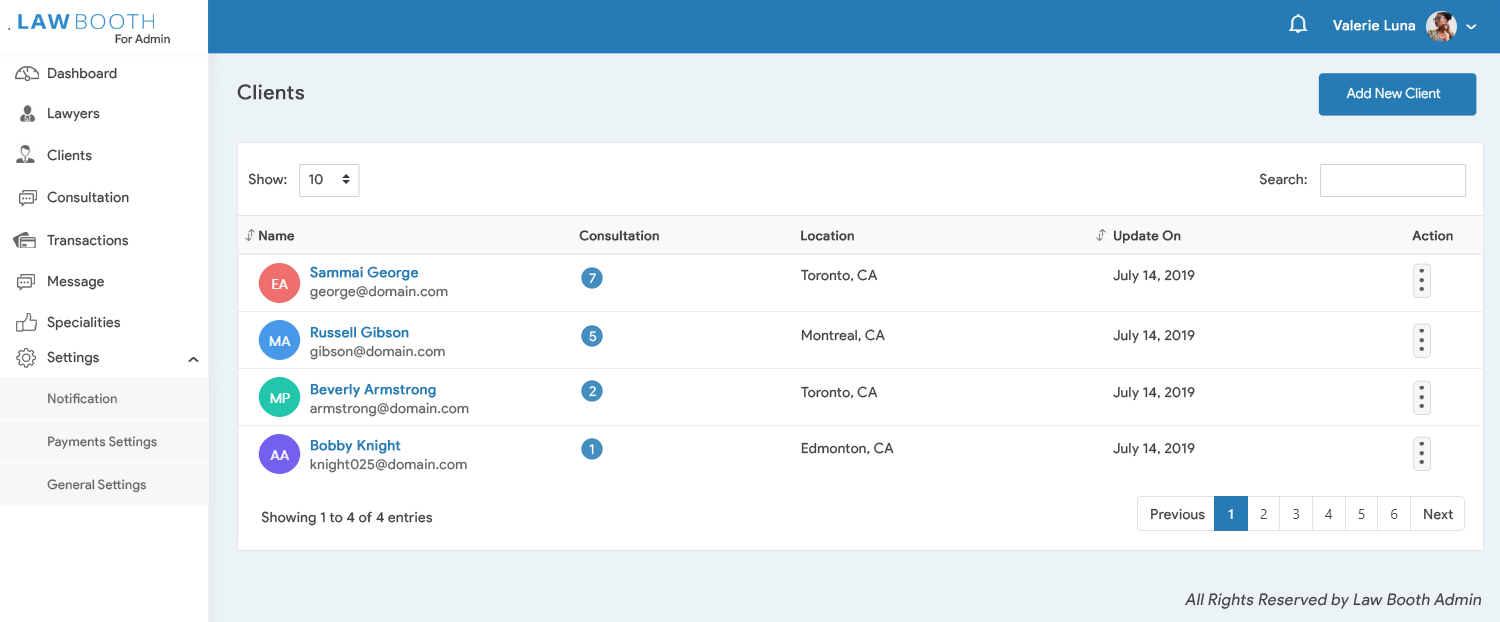 . LAW BOOTH
For Admin
Valerie Luna
Dashboard
Lawyers
Clients
Consultation
Transactions
Message
Specialities
Settings
Notification
Payments Settings
General Settings
Clients
Add New Client
Show: 10
Search:
Name Consultation Location Update On Action
EA Sammai George 7 Toronto, CA July 14, 2019
george@domain.com
MA Russell Gibson 5 Montreal, CA July 14, 2019
gibson@domain.com
MP Beverly Armstrong 2 Toronto, CA July 14, 2019
armstrong@domain.com
AA Bobby Knight 1 Edmonton, CA July 14, 2019
knight025@domain.com
Showing 1 to 4 of 4 entries
Previous 1 2 3 4 5 6 Next
All Rights Reserved by Law Booth Admin